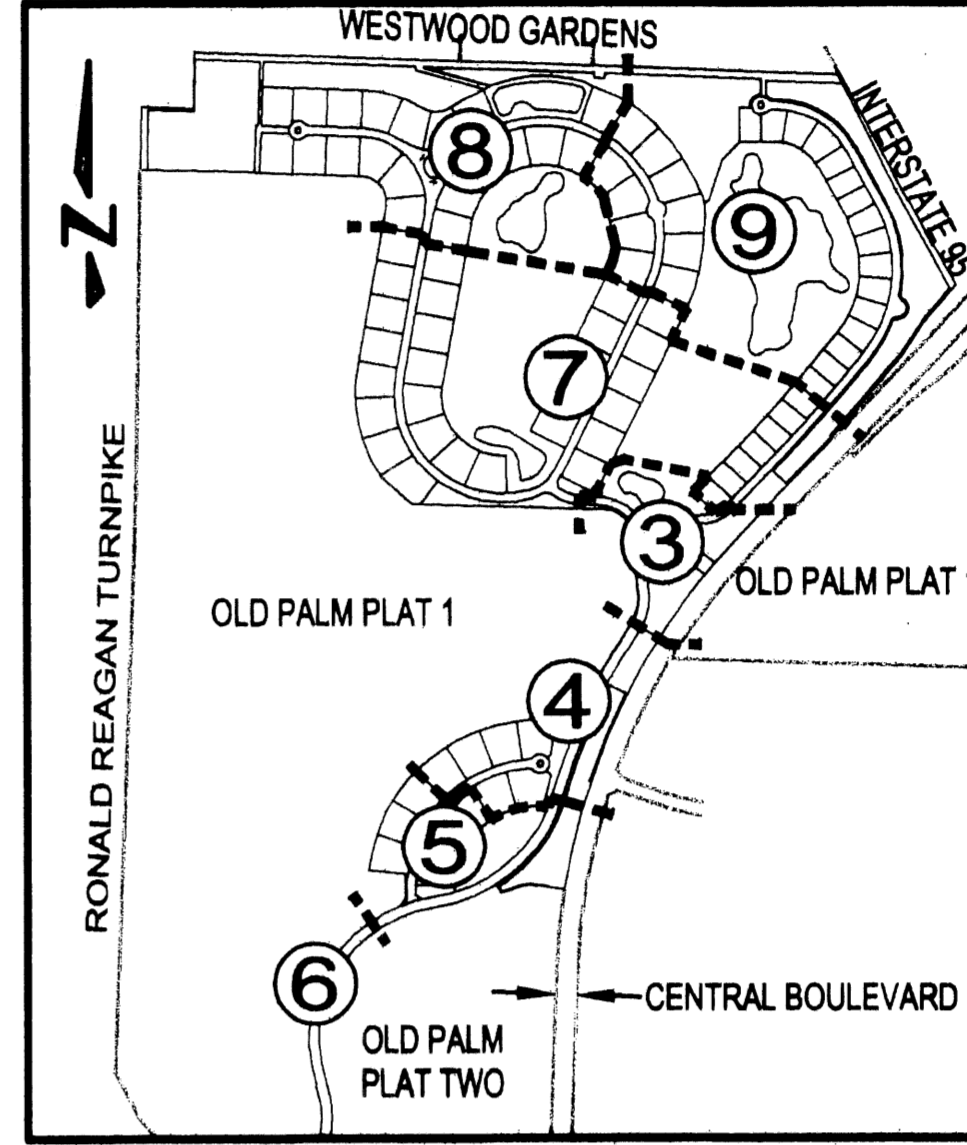 WESTWOOD GARDENS
INTERSTATE 95
N
8
9
7
RONALD REAGAN TURNPIKE
3
OLD PALM PLAT 1
OLD PALM PLAT
4
5
6
CENTRAL BOULEVARD
OLD PALM
PLAT TWO